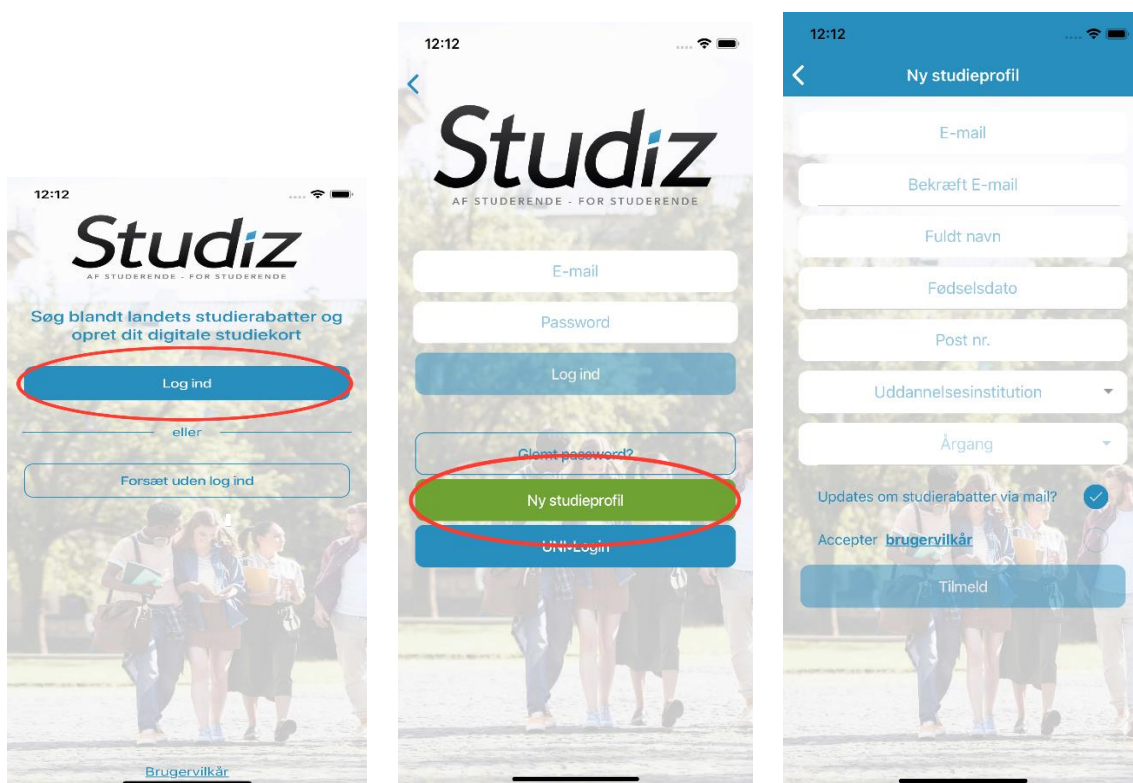 12:12
Studiz
AF STUDERENDE - FOR STUDERENDE
Søg blandt landets studierabatter og
opret dit digitale studiekort
Log ind
eller
Forsæt uden log ind
Brugervilkår
12:12
Studiz
AF STUDERENDE - FOR STUDERENDE
E-mail
Password
Log ind
Glemt password?
Ny studieprofil
UNI-Login
12:12
Ny studieprofil
E-mail
Bekræft E-mail
Fuldt navn
Fødselsdato
Post nr.
Uddannelsesinstitution
Årgang
Updates om studierabatter via mail?
Accepter brugervilkår
Tilmeld